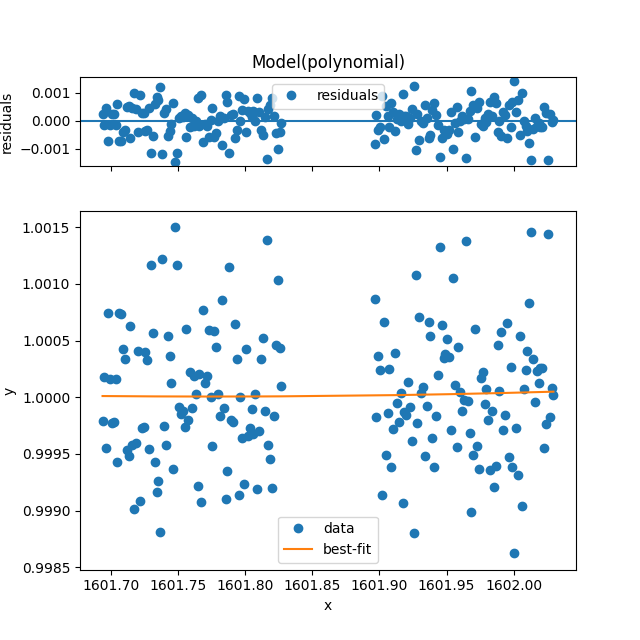 Model(polynomial)
residuals
0.001
0.000
−0.001
residuals
y
1.0015
1.0010
1.0005
1.0000
0.9995
0.9990
0.9985
data
best-fit
1601.70 1601.75 1601.80 1601.85 1601.90 1601.95 1602.00
x